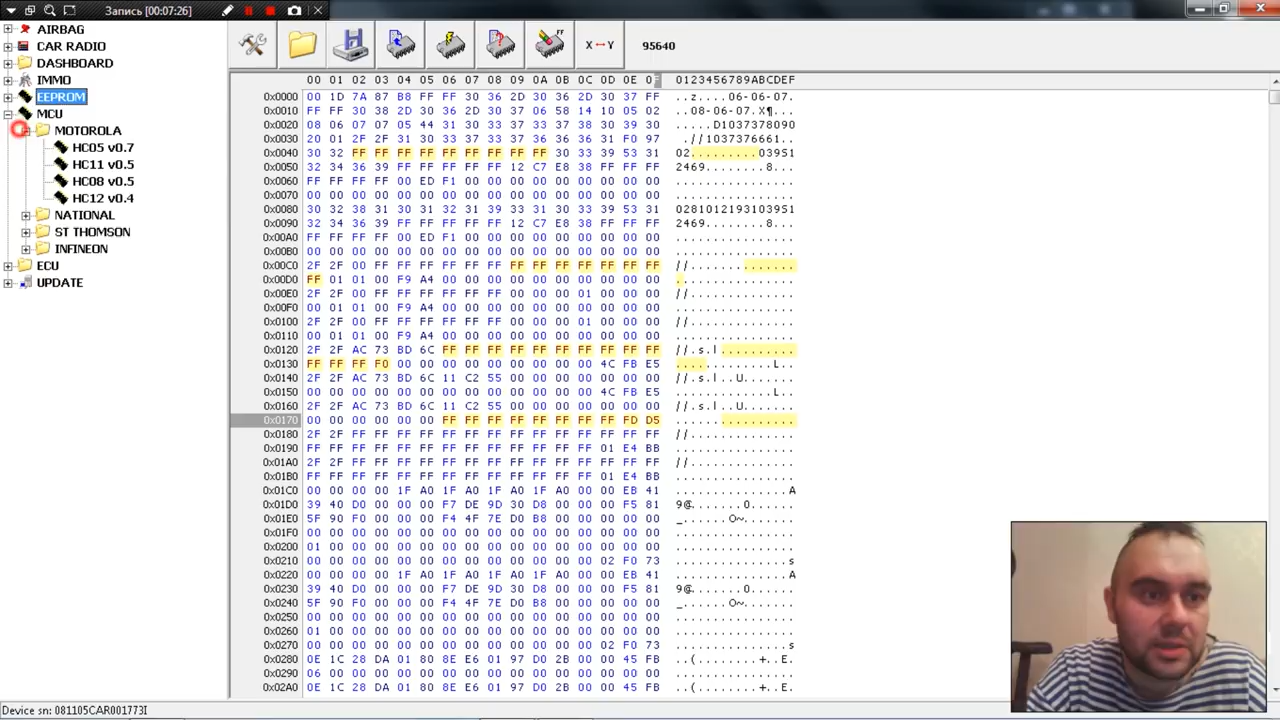 Запись [00:07:26]
AIRBAG
CAR RADIO
DASHBOARD
IMMO
EEPROM
MCU
MOTOROLA
HC05 v0.7
HC11 v0.5
HC08 v0.5
HC12 v0.4
NATIONAL
ST THOMSON
INFINEON
ECU
UPDATE
FF
X↔Y
95640
00 01 02 03 04 05 06 07 08 09 0A 0B 0C 0D 0E 0F 0123456789ABCDEF
0x0000 00 1D 7A 87 B8 FF FF 30 36 2D 30 36 2D 30 37 FF ..z....06-06-07.
0x0010 FF FF 30 38 2D 30 36 2D 30 37 06 58 14 10 05 02 ..08-06-07.X¶...
0x0020 08 06 07 07 05 44 31 30 33 37 33 37 38 30 39 30 .....D1037378090
0x0030 20 01 2F 2F 31 30 33 37 33 37 36 36 36 31 F0 97 ..//1037376661..
0x0040 30 32 FF FF FF FF FF FF FF FF FF 30 33 39 53 31 02.........039S1
0x0050 32 34 36 39 FF FF FF FF FF 12 C7 E8 38 FF FF FF 2469........8...
0x0060 FF FF FF FF 00 ED F1 00 00 00 00 00 00 00 00 00 ................
0x0070 00 00 00 00 00 00 00 00 00 00 00 00 00 00 00 00 ................
0x0080 30 32 38 31 30 31 32 31 39 33 31 30 33 39 53 31 02810121931039S1
0x0090 32 34 36 39 FF FF FF FF FF 12 C7 E8 38 FF FF FF 2469........8...
0x00A0 FF FF FF FF 00 ED F1 00 00 00 00 00 00 00 00 00 ................
0x00B0 00 00 00 00 00 00 00 00 00 00 00 00 00 00 00 00 ................
0x00C0 2F 2F 00 FF FF FF FF FF FF FF FF FF FF FF FF FF //..............
0x00D0 FF 01 01 00 F9 A4 00 00 00 00 00 00 00 00 00 00 ................
0x00E0 2F 2F 00 FF FF FF FF FF FF 00 00 00 01 00 00 00 //..............
0x00F0 00 01 01 00 F9 A4 00 00 00 00 00 00 00 00 00 00 ................
0x0100 2F 2F 00 FF FF FF FF FF FF 00 00 00 01 00 00 00 //..............
0x0110 00 01 01 00 F9 A4 00 00 00 00 00 00 00 00 00 00 ................
0x0120 2F 2F AC 73 BD 6C FF FF FF FF FF FF FF FF FF FF //.s.l..........
0x0130 FF FF FF F0 00 00 00 00 00 00 00 00 00 4C FB E5 .............L..
0x0140 2F 2F AC 73 BD 6C 11 C2 55 00 00 00 00 00 00 00 //.s.l..U.......
0x0150 00 00 00 00 00 00 00 00 00 00 00 00 00 4C FB E5 .............L..
0x0160 2F 2F AC 73 BD 6C 11 C2 55 00 00 00 00 00 00 00 //.s.l..U.......
0x0170 00 00 00 00 00 00 FF FF FF FF FF FF FF FF FD D5 ................
0x0180 2F 2F FF FF FF FF FF FF FF FF FF FF FF FF FF FF //..............
0x0190 FF FF FF FF FF FF FF FF FF FF FF FF FF 01 E4 BB ................
0x01A0 2F 2F FF FF FF FF FF FF FF FF FF FF FF FF FF FF //..............
0x01B0 FF FF FF FF FF FF FF FF FF FF FF FF FF 01 E4 BB ................
0x01C0 00 00 00 00 1F A0 1F A0 1F A0 1F A0 00 00 EB 41 ...............A
0x01D0 39 40 D0 00 00 00 F7 DE 9D 30 D8 00 00 00 F5 81 9@.......0......
0x01E0 5F 90 F0 00 00 00 F4 4F 7E D0 B8 00 00 00 00 00 _......O~.......
0x01F0 00 00 00 00 00 00 00 00 00 00 00 00 00 00 00 00 ................
0x0200 01 00 00 00 00 00 00 00 00 00 00 00 00 00 00 00 ................
0x0210 00 00 00 00 00 00 00 00 00 00 00 00 00 02 F0 73 ...............s
0x0220 00 00 00 00 1F A0 1F A0 1F A0 1F A0 00 00 EB 41 ...............A
0x0230 39 40 D0 00 00 00 F7 DE 9D 30 D8 00 00 00 F5 81 9@.......0......
0x0240 5F 90 F0 00 00 00 F4 4F 7E D0 B8 00 00 00 00 00 _......O~.......
0x0250 00 00 00 00 00 00 00 00 00 00 00 00 00 00 00 00 ................
0x0260 01 00 00 00 00 00 00 00 00 00 00 00 00 00 00 00 ................
0x0270 00 00 00 00 00 00 00 00 00 00 00 00 00 02 F0 73 ...............s
0x0280 0E 1C 28 DA 01 80 8E E6 01 97 D0 2B 00 00 45 FB ..(........+..E.
0x0290 06 00 00 00 00 00 00 00 00 00 00 00 00 00 00 00 ................
0x02A0 0E 1C 28 DA 01 80 8E E6 01 97 D0 2B 00 00 45 FB ..(........+..E.
Device sn: 081105CAR001773I